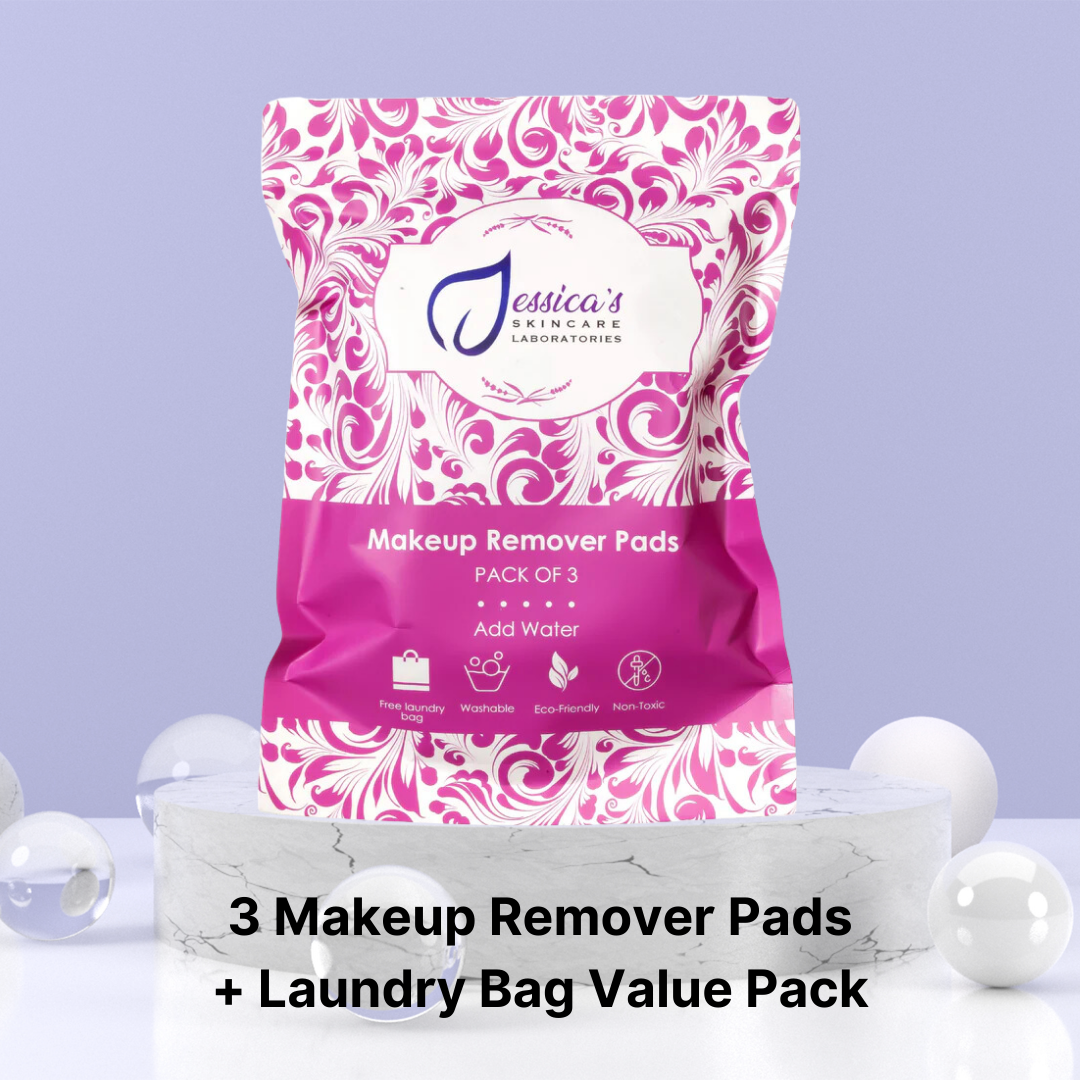 Jessica's
SKINCARE
LABORATORIES
Makeup Remover Pads
PACK OF 3
Add Water
Free laundry
bag
Washable
Eco-Friendly
Non-Toxic
3 Makeup Remover Pads
+ Laundry Bag Value Pack